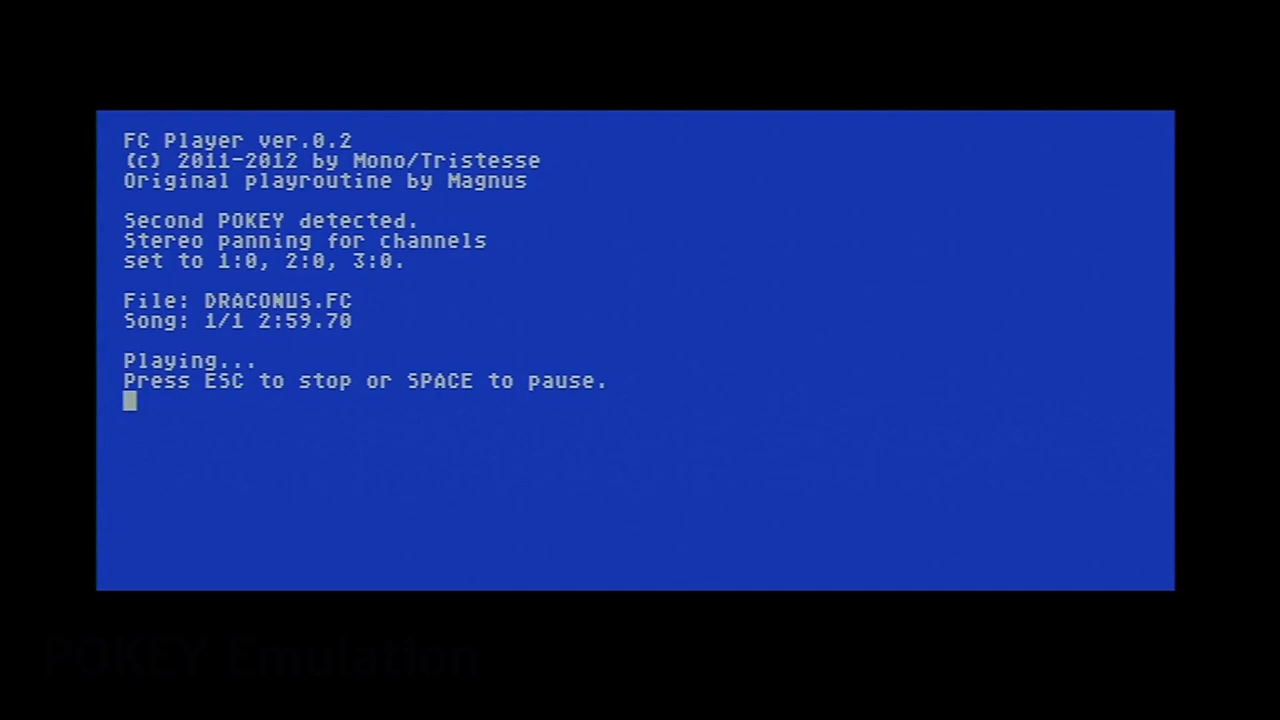 FC Player ver.0.2
(c) 2011-2012 by Mono/Tristesse
Original playroutine by Magnus
Second POKEY detected.
Stereo panning for channels
set to 1:0, 2:0, 3:0.
File: DRACONUS.FC
Song: 1/1 2:59.70
Playing...
Press ESC to stop or SPACE to pause.
POKEY Emulation